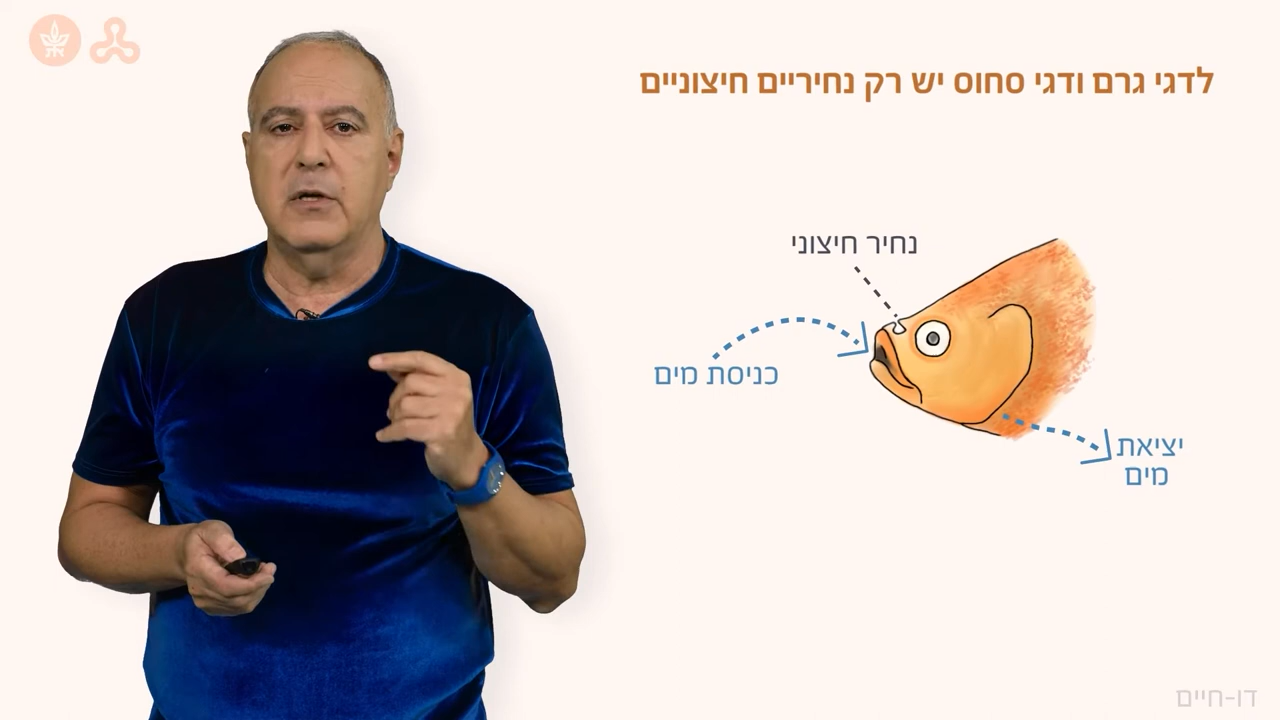 לדגי גרם ודגי סחוס יש רק נחיריים חיצוניים
נחיר חיצוני
כניסת מים
יציאת
מים
דו-חיים